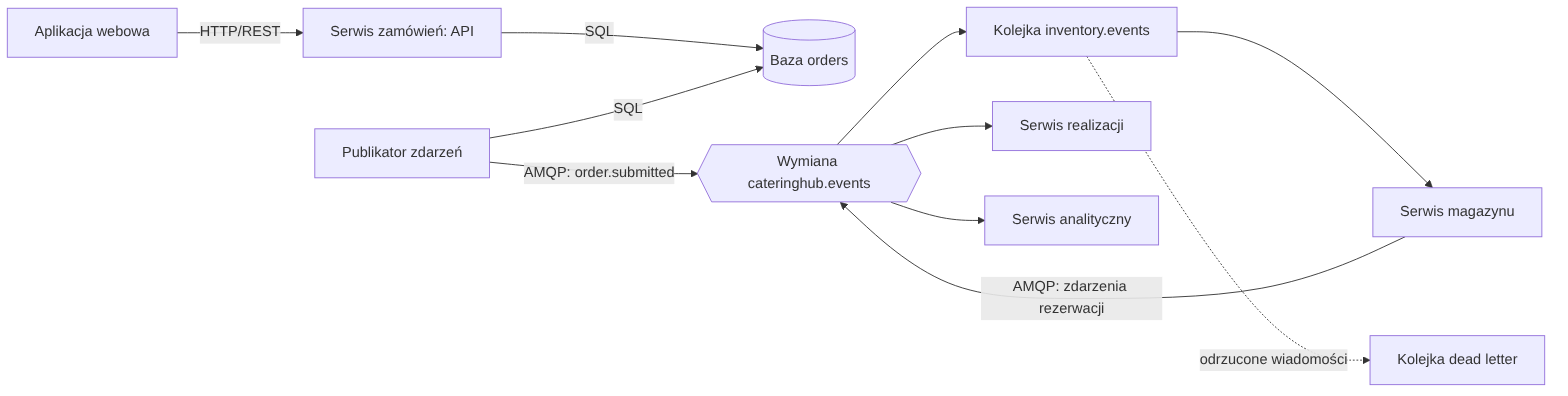 Aplikacja webowa
HTTP/REST
Serwis zamówień: API
SQL
Baza orders
SQL
Publikator zdarzeń
AMQP: order.submitted
Wymiana
cateringhub.events
Kolejka inventory.events
Serwis realizacji
Serwis analityczny
Serwis magazynu
AMQP: zdarzenia
rezerwacji
odrzucone wiadomości
Kolejka dead letter